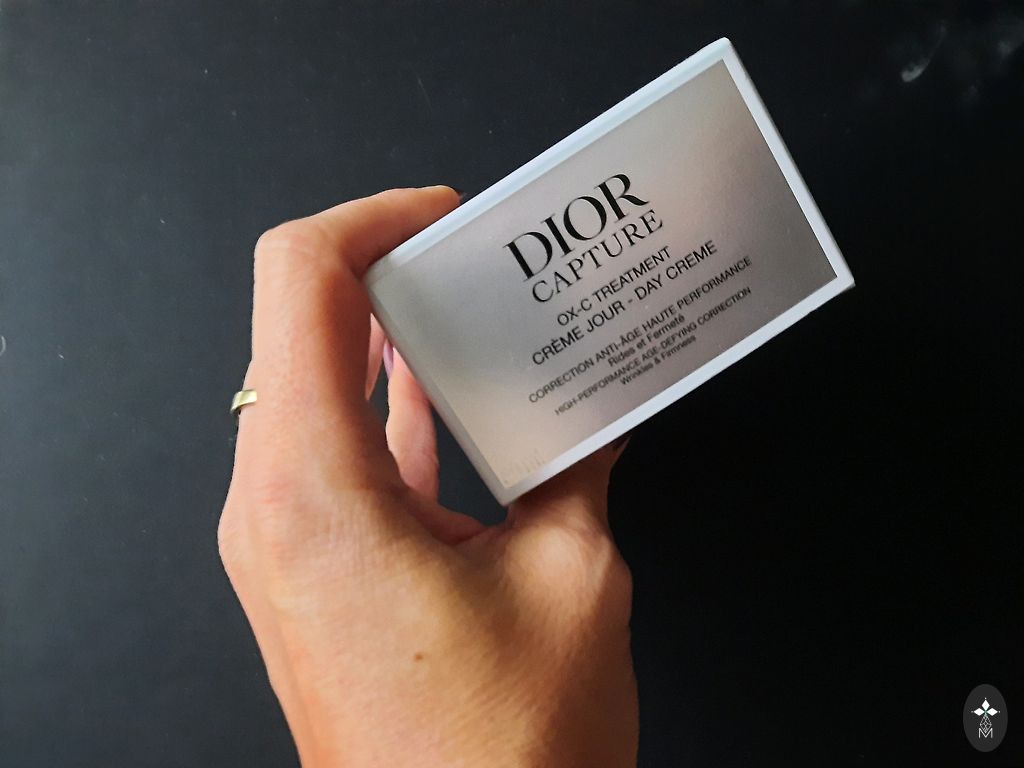 DIOR
CAPTURE
OX-C TREATMENT
CRÈME JOUR - DAY CREME
CORRECTION ANTI-ÂGE HAUTE PERFORMANCE
Rides et Fermeté
HIGH-PERFORMANCE AGE-DEFYING CORRECTION
Wrinkles & Firmness
M